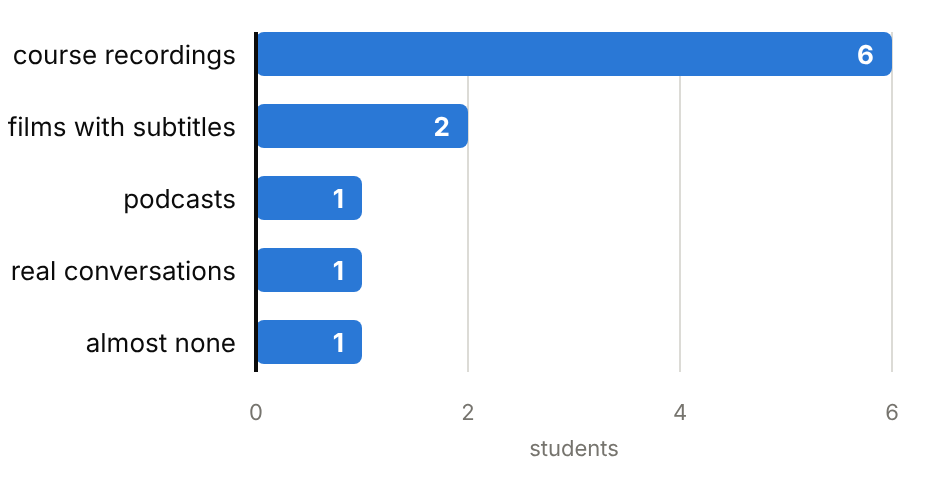 course recordings 6
films with subtitles 2
podcasts 1
real conversations 1
almost none 1
0 2 4 6
students